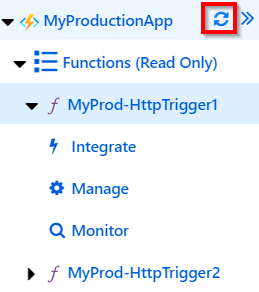 MyProductionApp
Functions (Read Only)
MyProd-HttpTrigger1
Integrate
Manage
Monitor
MyProd-HttpTrigger2